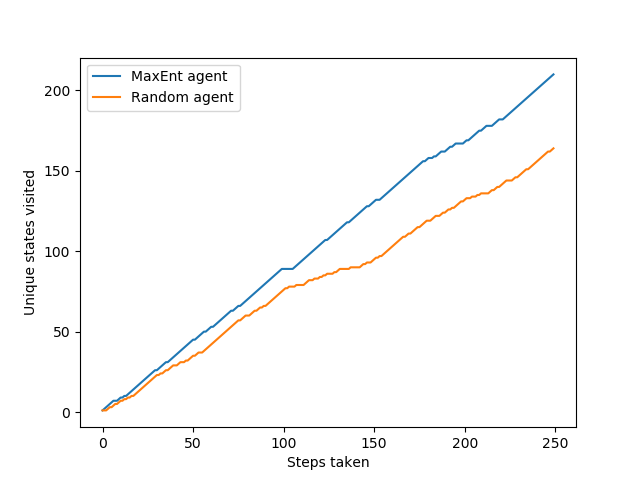 MaxEnt agent
Random agent
200
150
100
50
0
Unique states visited
0 50 100 150 200 250
Steps taken